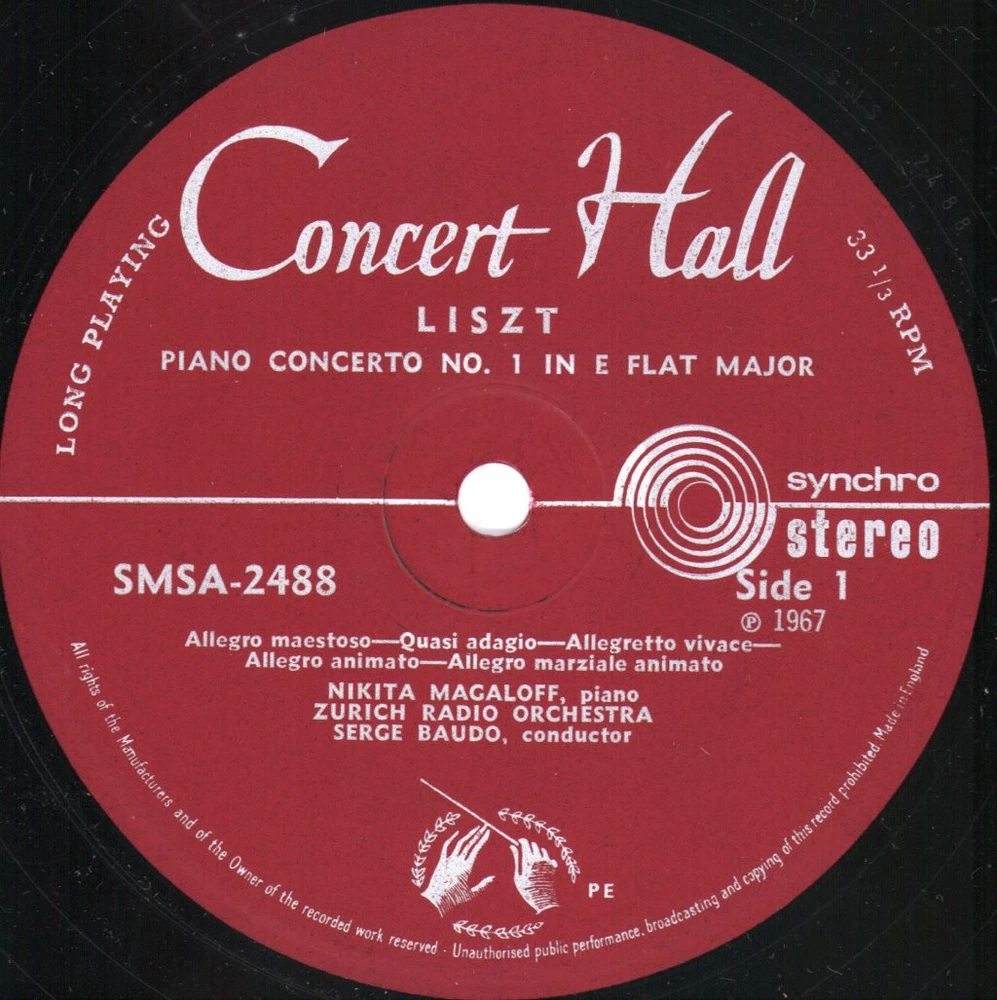 Concert Hall
LONG PLAYING
33 1/3 RPM
LISZT
PIANO CONCERTO NO. 1 IN E FLAT MAJOR
synchro
stereo
SMSA-2488
Side 1
℗ 1967
Allegro maestoso—Quasi adagio—Allegretto vivace—
Allegro animato—Allegro marziale animato
NIKITA MAGALOFF, piano
ZURICH RADIO ORCHESTRA
SERGE BAUDO, conductor
PE
All rights of the Manufacturers and of the Owner of the recorded work reserved · Unauthorised public performance, broadcasting and copying of this record prohibited. Made in England